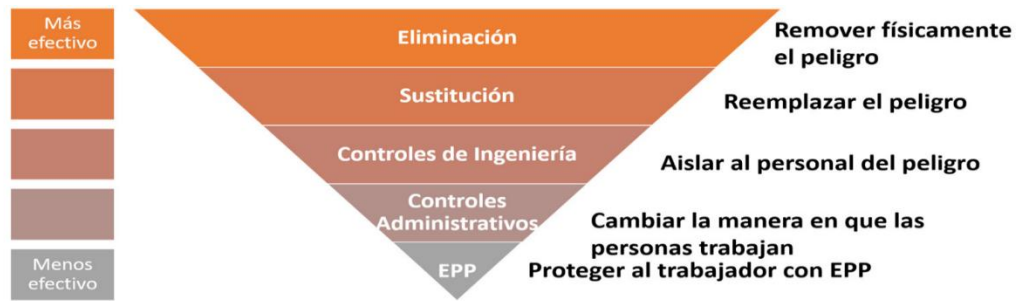 Más
efectivo
Eliminación
Remover físicamente
el peligro
Sustitución
Reemplazar el peligro
Controles de Ingeniería
Aislar al personal del peligro
Controles
Administrativos
Cambiar la manera en que las
personas trabajan
Menos
efectivo
EPP
Proteger al trabajador con EPP